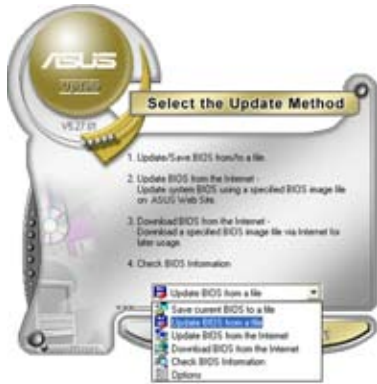 ASUS
Update
Select the Update Method
1. Update/Save BIOS from/to a file.
2. Update BIOS from the Internet -
Update system BIOS using a specified BIOS image file
on ASUS Web Site.
3. Download BIOS from the Internet -
Download a specified BIOS image file via Internet for
later usage.
4. Check BIOS Information
Update BIOS from a file
Save current BIOS to a file
Update BIOS from a file
Update BIOS from the Internet
Download BIOS from the Internet
Check BIOS Information
Options